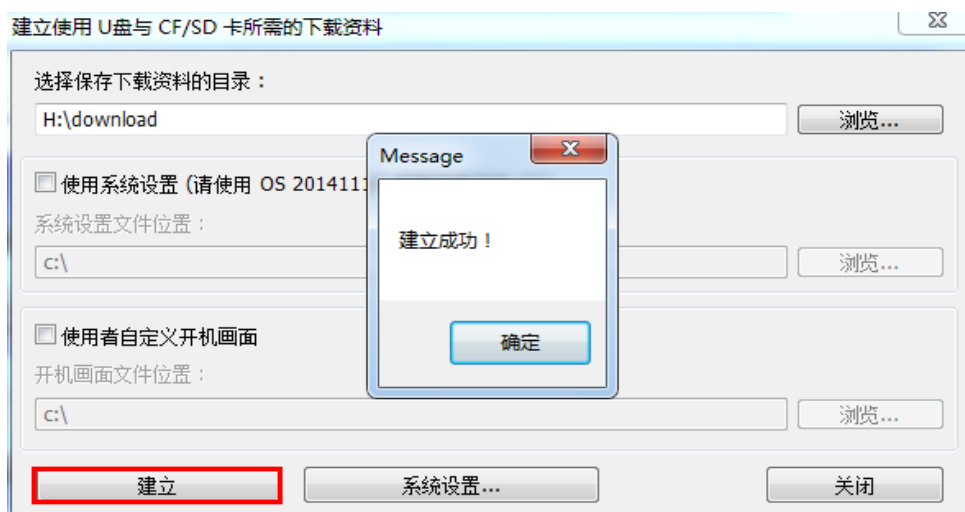 建立使用 U盘与 CF/SD 卡所需的下载资料
选择保存下载资料的目录：
H:\download
浏览...
Message
使用系统设置 (请使用 OS 2014111
系统设置文件位置：
建立成功！
c:\
浏览...
确定
使用者自定义开机画面
开机画面文件位置：
c:\
浏览...
建立
系统设置...
关闭